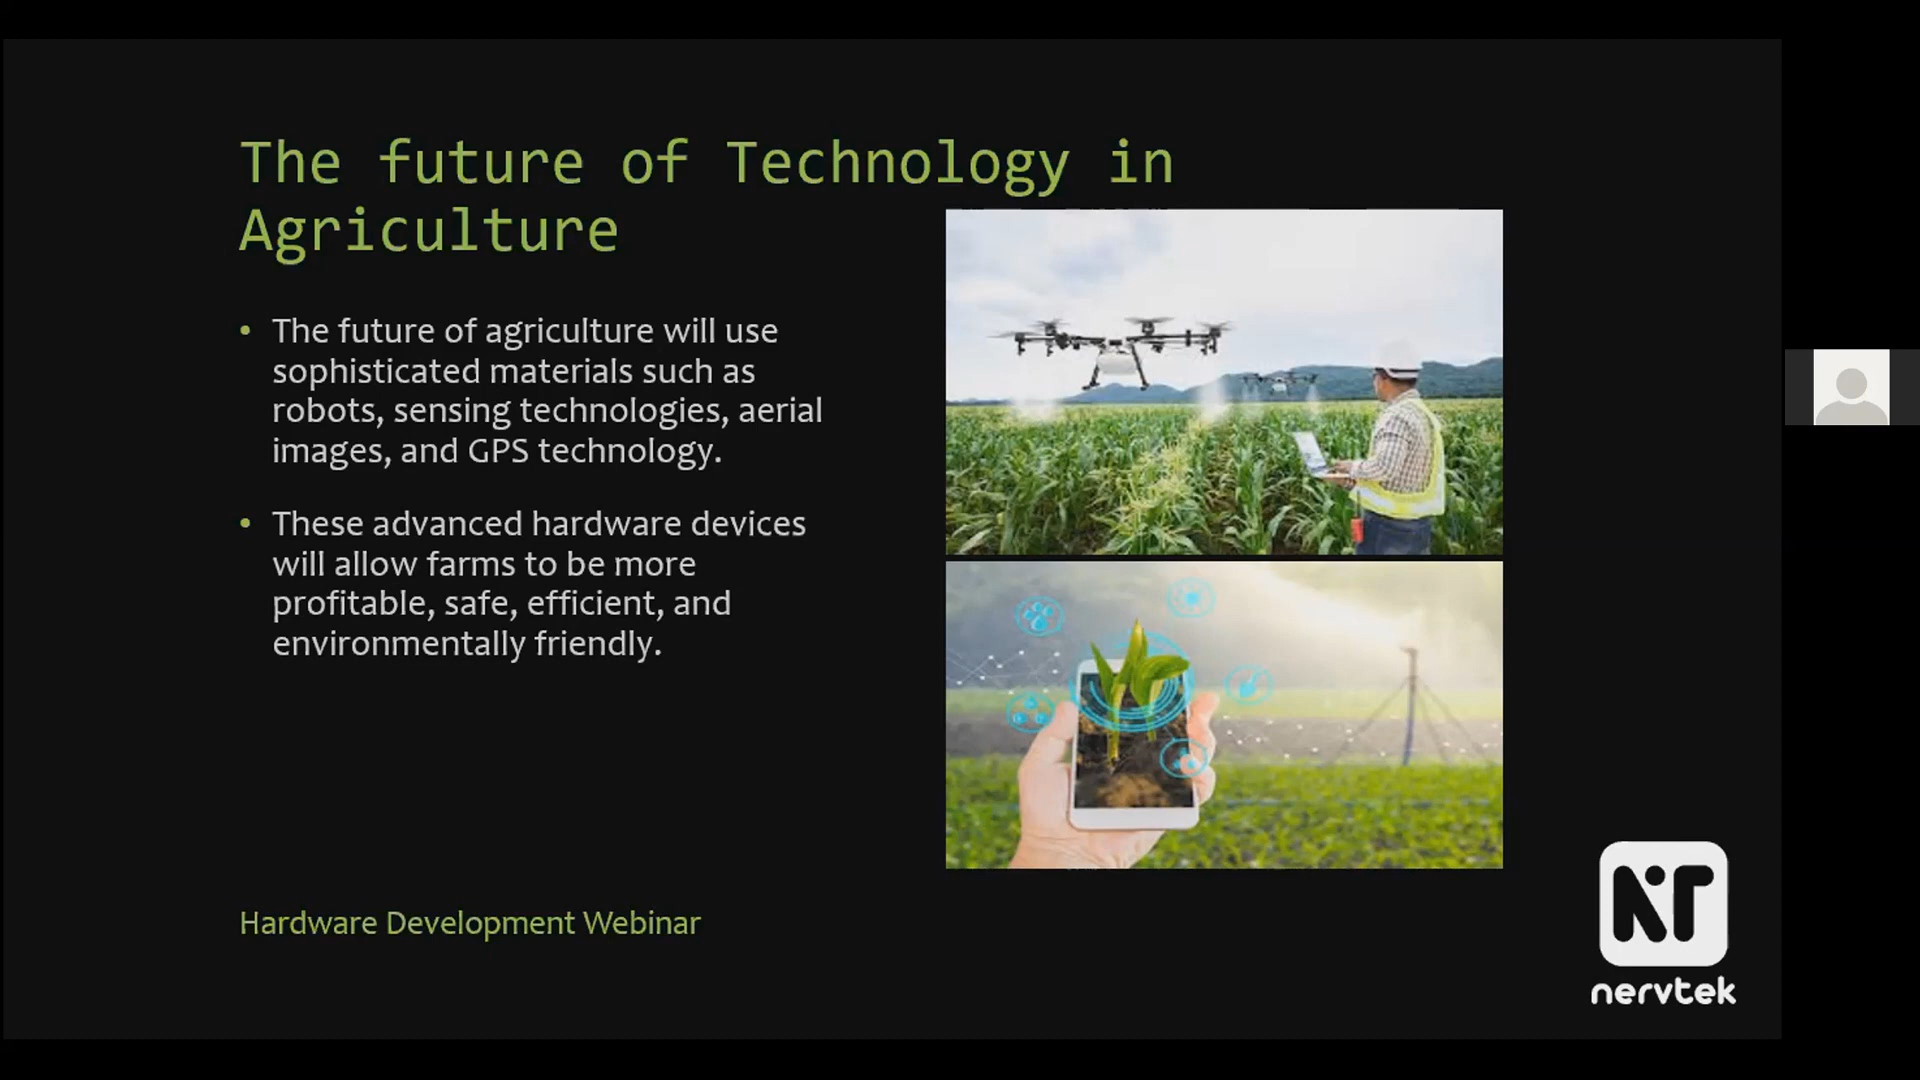 The future of Technology in
Agriculture
• The future of agriculture will use
sophisticated materials such as
robots, sensing technologies, aerial
images, and GPS technology.
• These advanced hardware devices
will allow farms to be more
profitable, safe, efficient, and
environmentally friendly.
Hardware Development Webinar
NT
nervtek